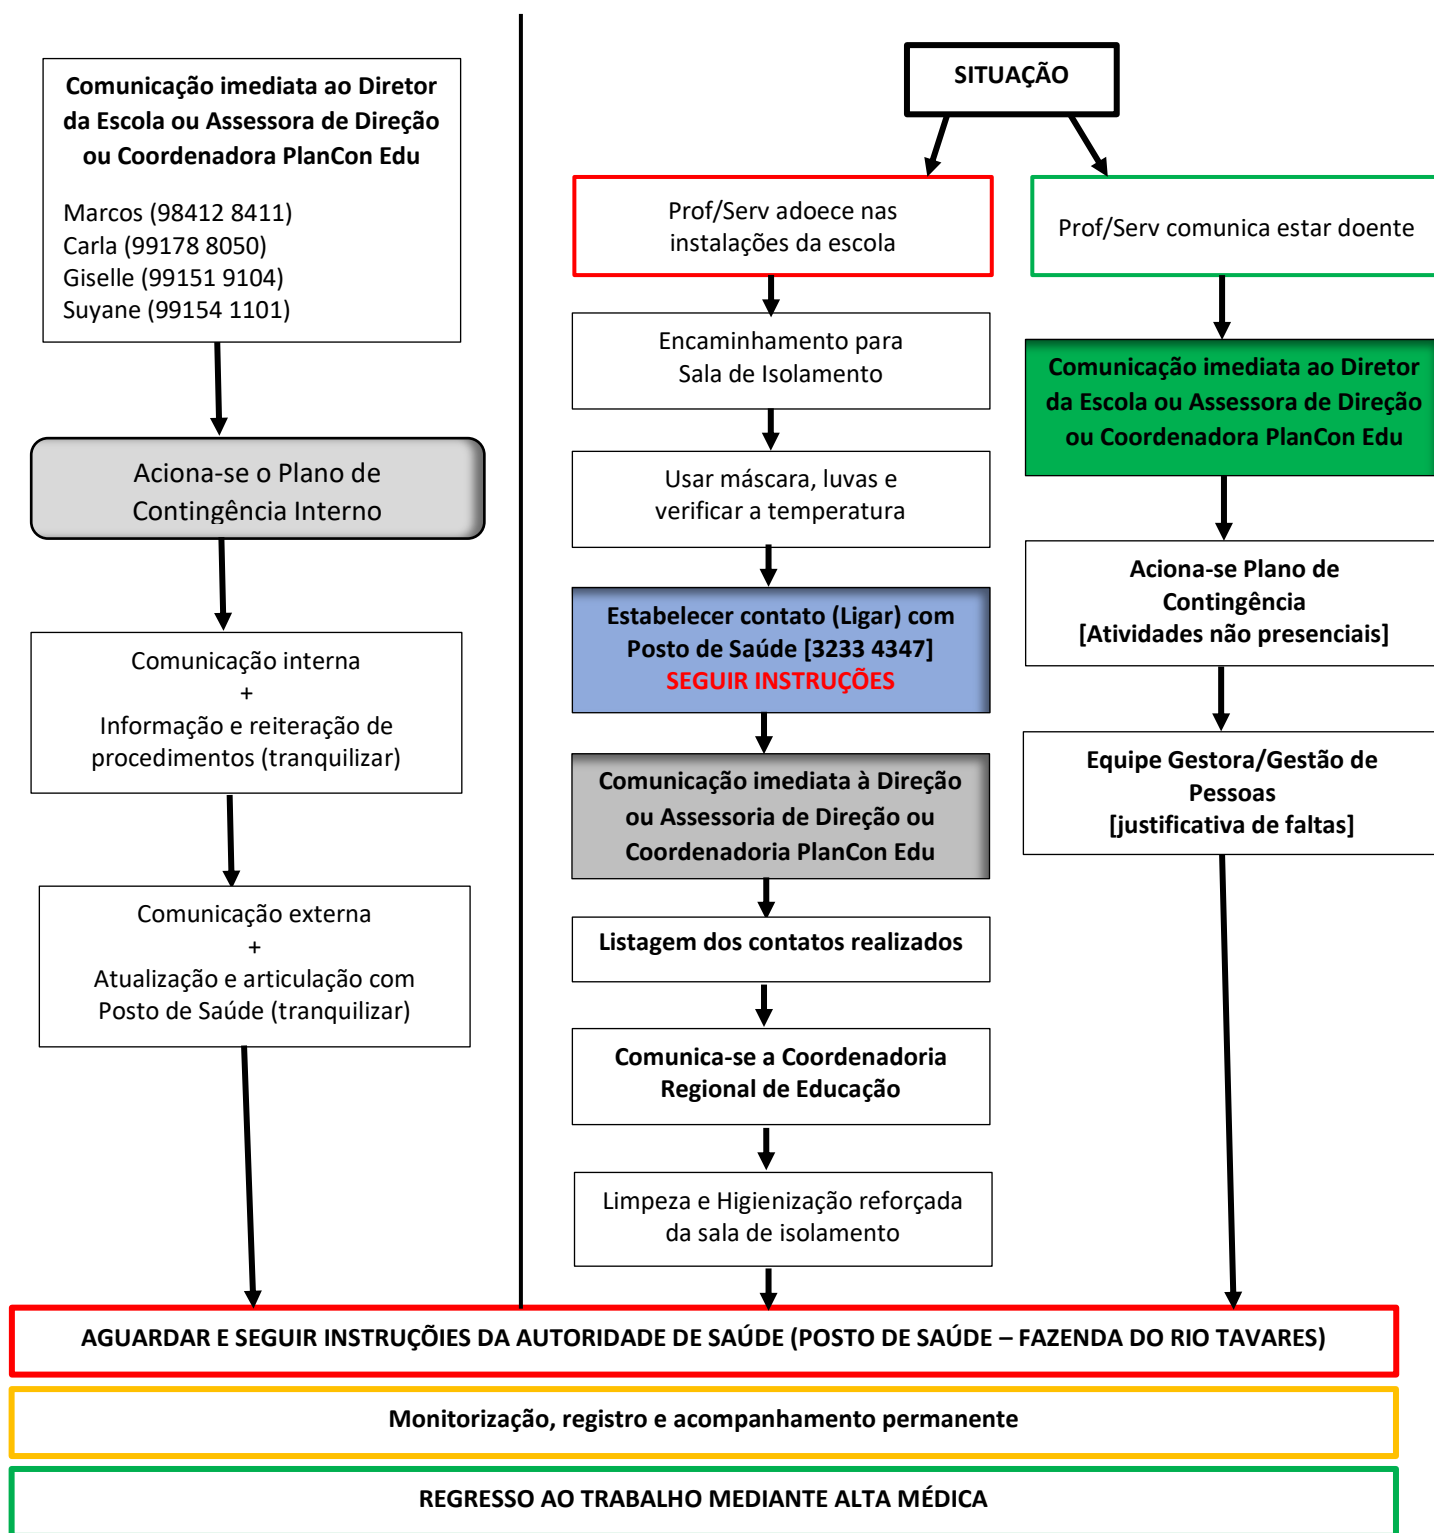 Comunicação imediata ao Diretor
da Escola ou Assessora de Direção
ou Coordenadora PlanCon Edu
Marcos (98412 8411)
Carla (99178 8050)
Giselle (99151 9104)
Suyane (99154 1101)
Aciona-se o Plano de
Contingência Interno
Comunicação interna
+
Informação e reiteração de
procedimentos (tranquilizar)
Comunicação externa
+
Atualização e articulação com
Posto de Saúde (tranquilizar)
SITUAÇÃO
Prof/Serv adoece nas
instalações da escola
Encaminhamento para
Sala de Isolamento
Usar máscara, luvas e
verificar a temperatura
Estabelecer contato (Ligar) com
Posto de Saúde [3233 4347]
SEGUIR INSTRUÇÕES
Comunicação imediata à Direção
ou Assessoria de Direção ou
Coordenadoria PlanCon Edu
Listagem dos contatos realizados
Comunica-se a Coordenadoria
Regional de Educação
Limpeza e Higienização reforçada
da sala de isolamento
Prof/Serv comunica estar doente
Comunicação imediata ao Diretor
da Escola ou Assessora de Direção
ou Coordenadora PlanCon Edu
Aciona-se Plano de
Contingência
[Atividades não presenciais]
Equipe Gestora/Gestão de
Pessoas
[justificativa de faltas]
AGUARDAR E SEGUIR INSTRUÇÕIES DA AUTORIDADE DE SAÚDE (POSTO DE SAÚDE – FAZENDA DO RIO TAVARES)
Monitorização, registro e acompanhamento permanente
REGRESSO AO TRABALHO MEDIANTE ALTA MÉDICA